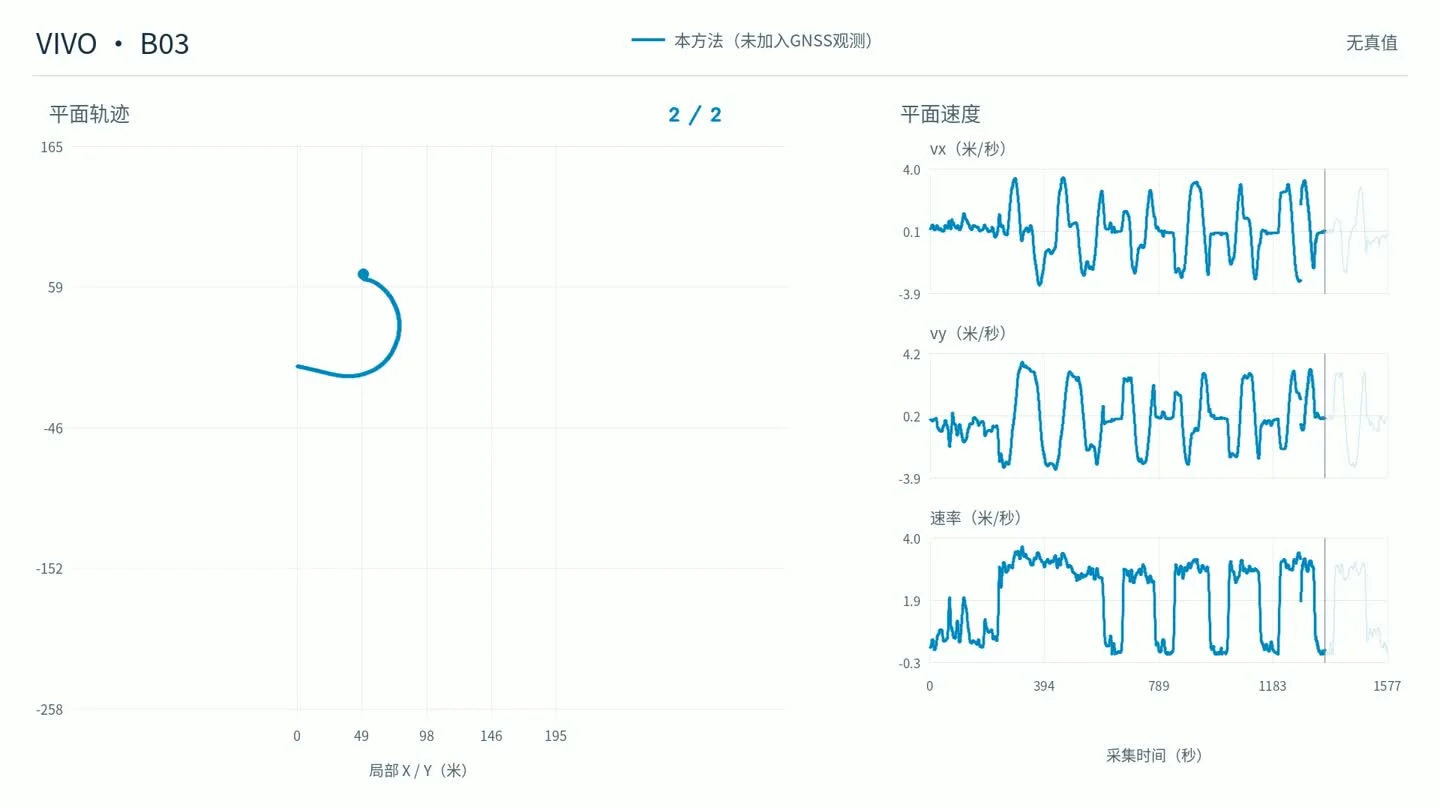 VIVO • B03
本方法（未加入GNSS观测）
无真值
平面轨迹
2 / 2
165
59
-46
-152
-258
0 49 98 146 195
局部 X / Y（米）
平面速度
vx（米/秒）
4.0
0.1
-3.9
vy（米/秒）
4.2
0.2
-3.9
速率（米/秒）
4.0
1.9
-0.3
0 394 789 1183 1577
采集时间（秒）